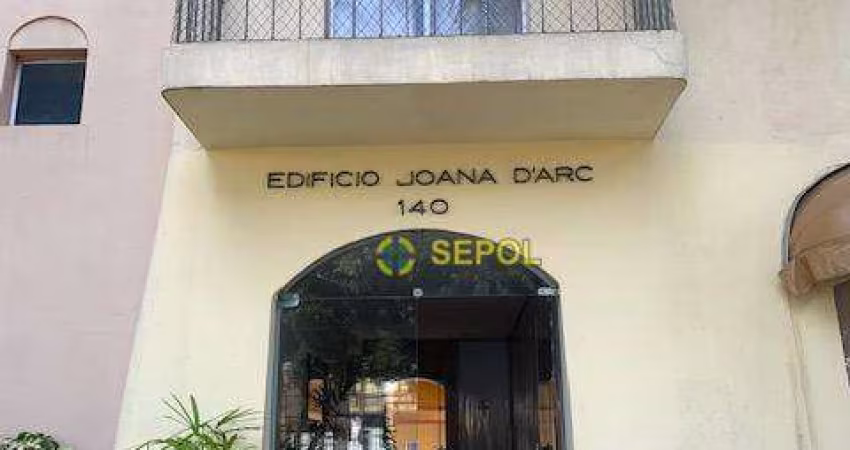 EDIFICIO JOANA D'ARC
140
SEPOL